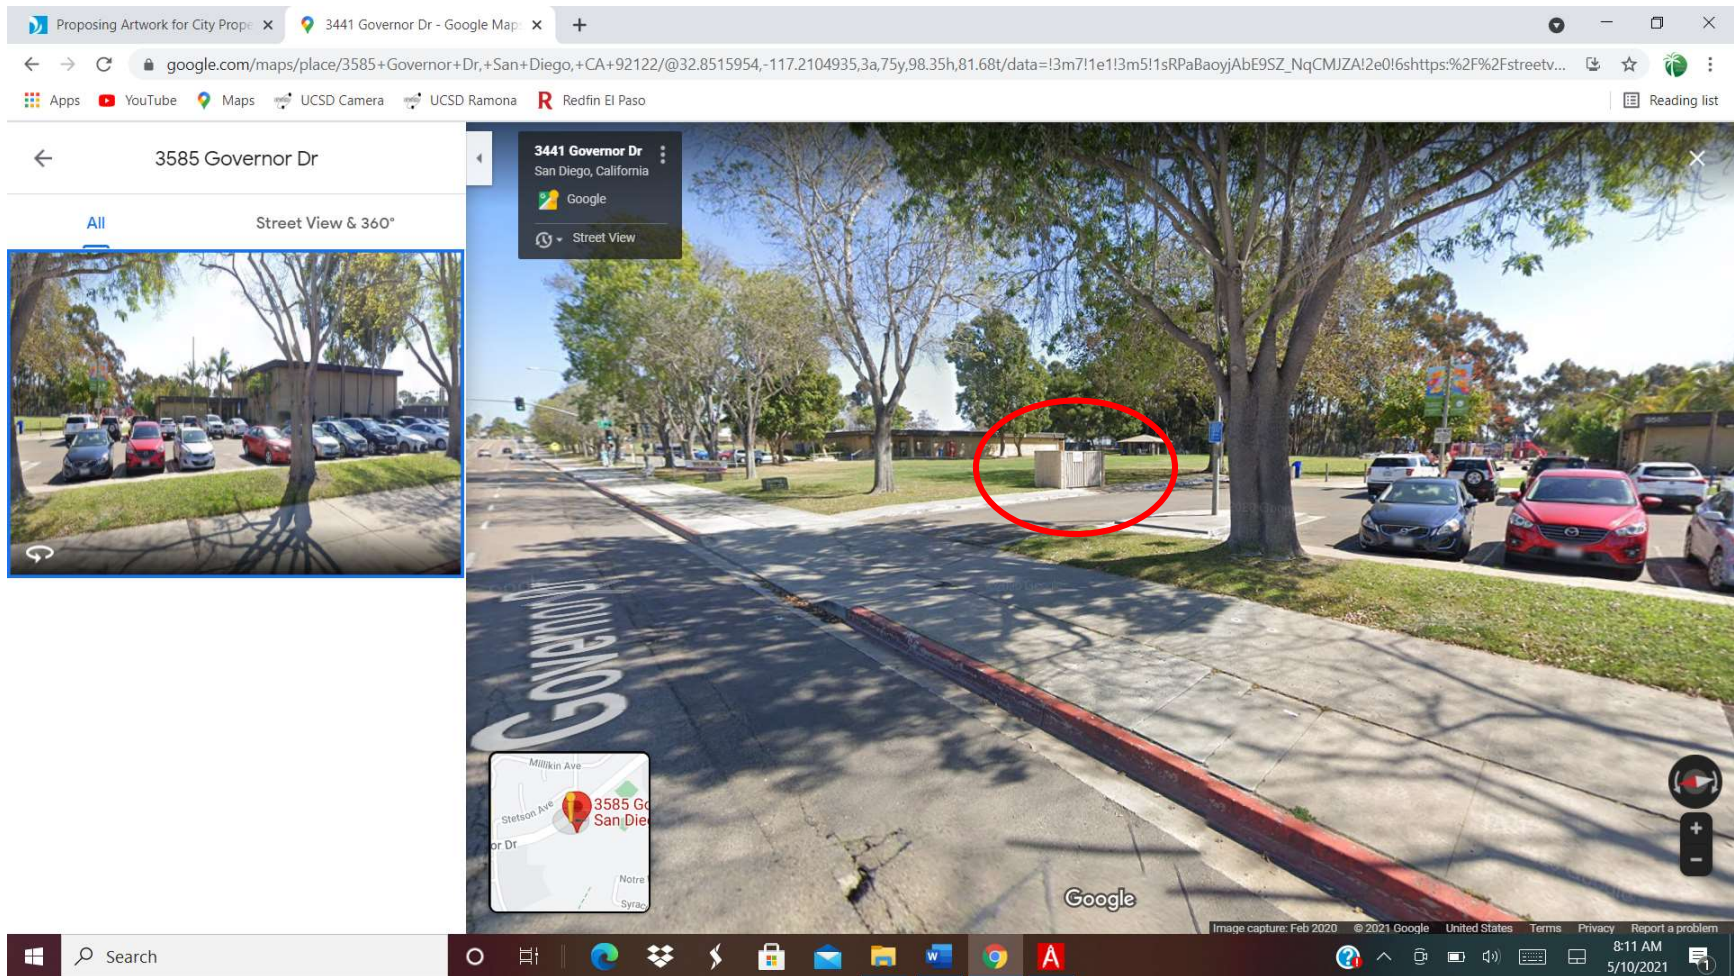 Proposing Artwork for City Prope
3441 Governor Dr - Google Map
google.com/maps/place/3585+Governor+Dr,+San+Diego,+CA+92122/@32.8515954,-117.2104935,3a,75y,98.35h,81.68t/data=!3m7!1e1!3m5!1sRPaBaoyjAbE9SZ_NqCMJZA!2e0!6shttps:%2F%2Fstreetv...
Apps
YouTube
Maps
UCSD Camera
UCSD Ramona
Redfin El Paso
Reading list
3585 Governor Dr
All
Street View & 360°
3441 Governor Dr
San Diego, California
Google
Street View
Governor Dr
Millikin Ave
Stetson Ave
3585 Go
San Die
or Dr
Notre
Syrac
Google
Image capture: Feb 2020 © 2021 Google United States Terms Privacy Report a problem
Search
8:11 AM
5/10/2021
1